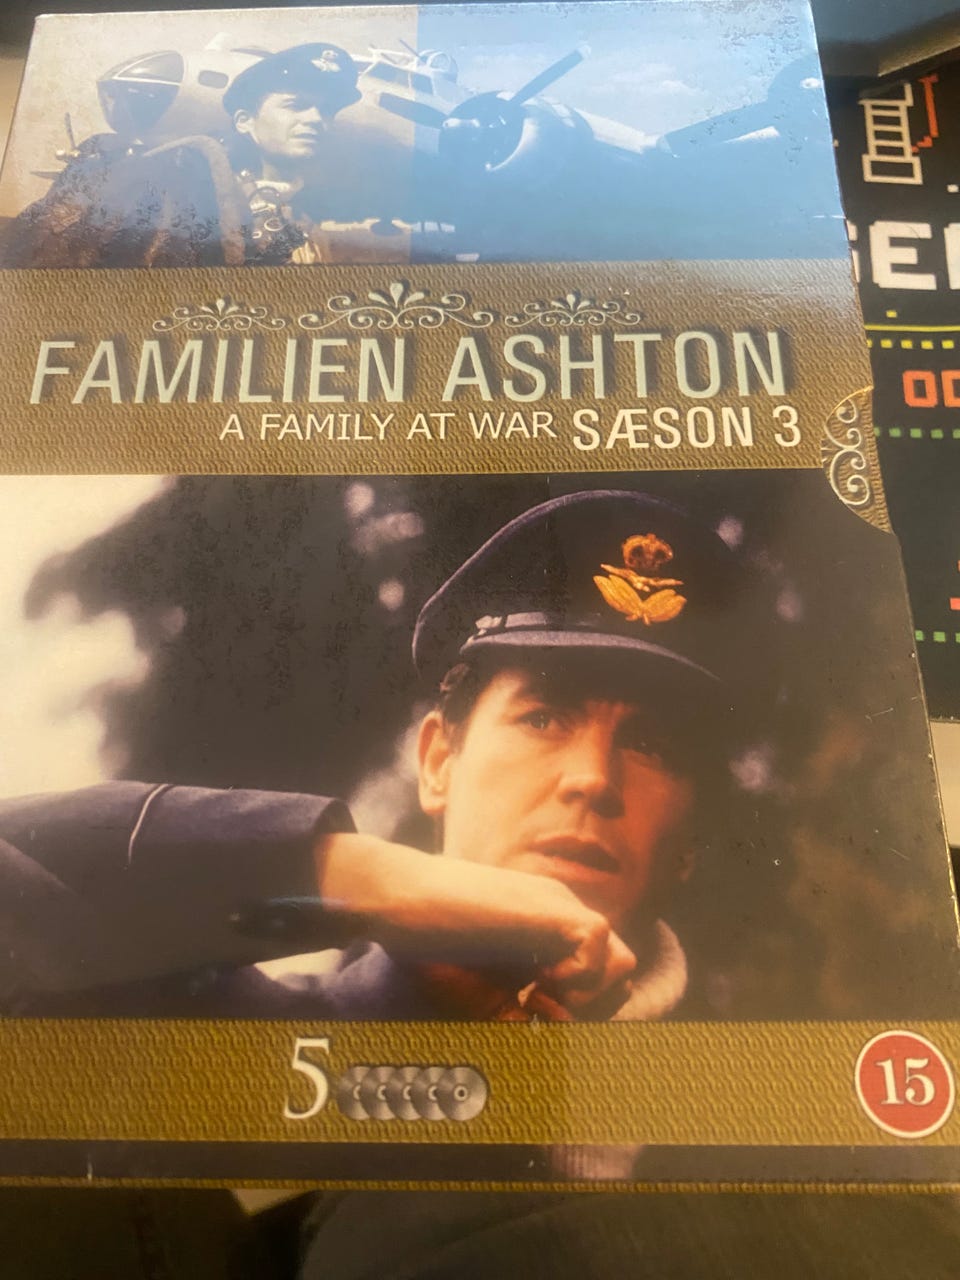 FAMILIEN ASHTON
A FAMILY AT WAR SÆSON 3
5
15